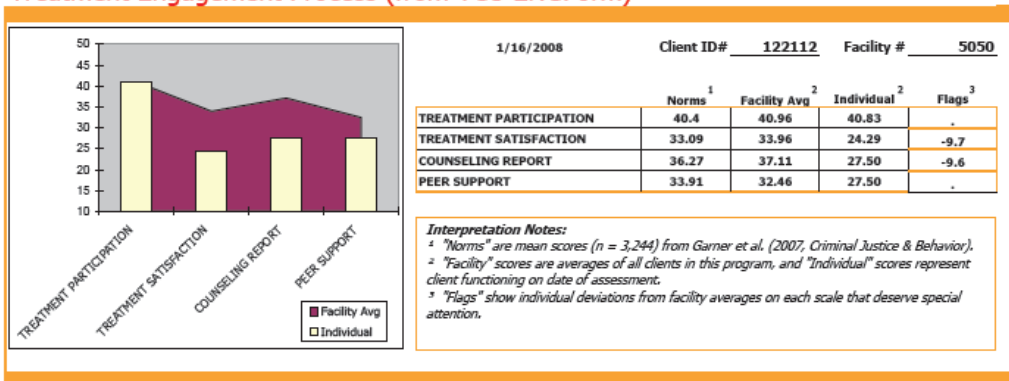 50
45
40
35
30
25
20
15
10
TREATMENT PARTICIPATION
TREATMENT SATISFACTION
COUNSELING REPORT
PEER SUPPORT
Facility Avg
Individual
1/16/2008 Client ID# 122112 Facility # 5050
Norms 1 Facility Avg 2 Individual 2 Flags 3
TREATMENT PARTICIPATION 40.4 40.96 40.83 .
TREATMENT SATISFACTION 33.09 33.96 24.29 -9.7
COUNSELING REPORT 36.27 37.11 27.50 -9.6
PEER SUPPORT 33.91 32.46 27.50 .
Interpretation Notes:
1 "Norms" are mean scores (n = 3,244) from Garner et al. (2007, Criminal Justice & Behavior).
2 "Facility" scores are averages of all clients in this program, and "Individual" scores represent
client functioning on date of assessment.
3 "Flags" show individual deviations from facility averages on each scale that deserve special
attention.